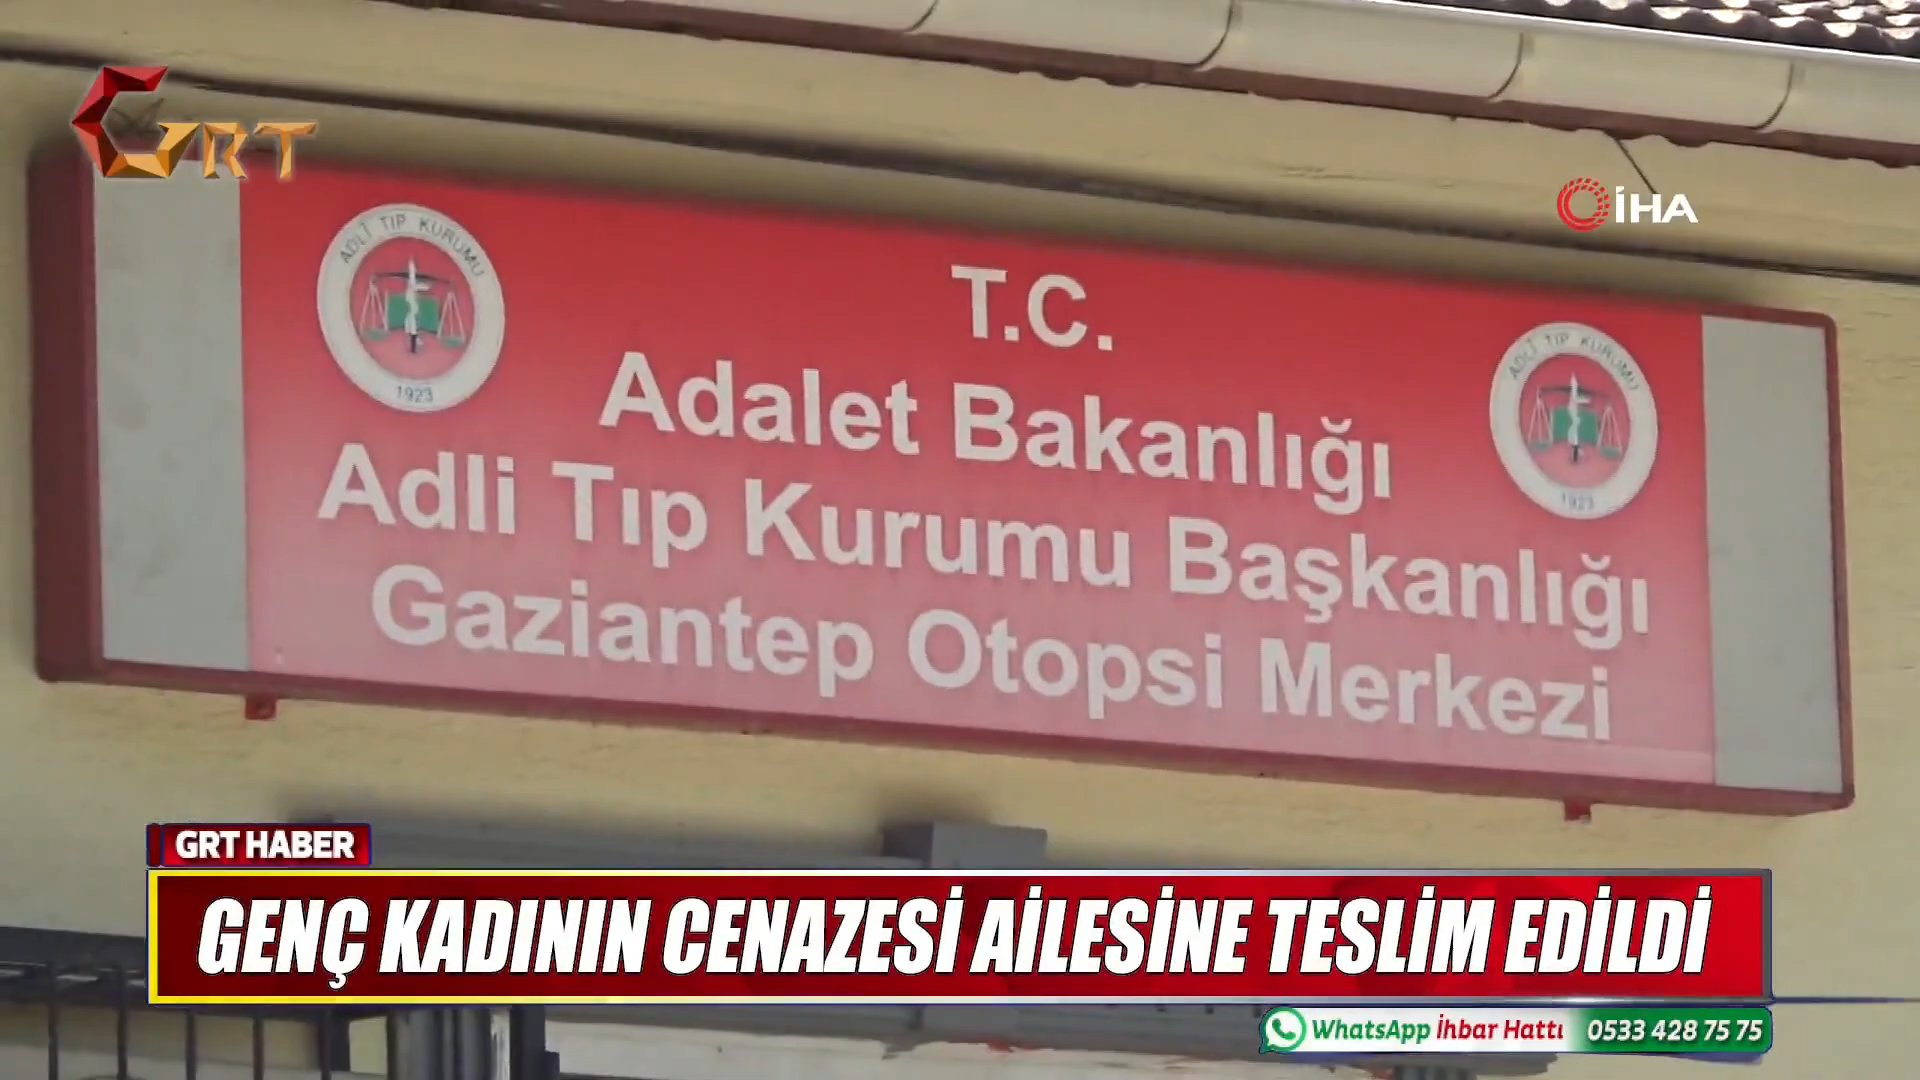 GRT
İHA
ADLİ TIP KURUMU
1923
ADLİ TIP KURUMU
1923
T.C.
Adalet Bakanlığı
Adli Tıp Kurumu Başkanlığı
Gaziantep Otopsi Merkezi
GRT HABER
GENÇ KADININ CENAZESİ AİLESİNE TESLİM EDİLDİ
WhatsApp İhbar Hattı 0533 428 75 75